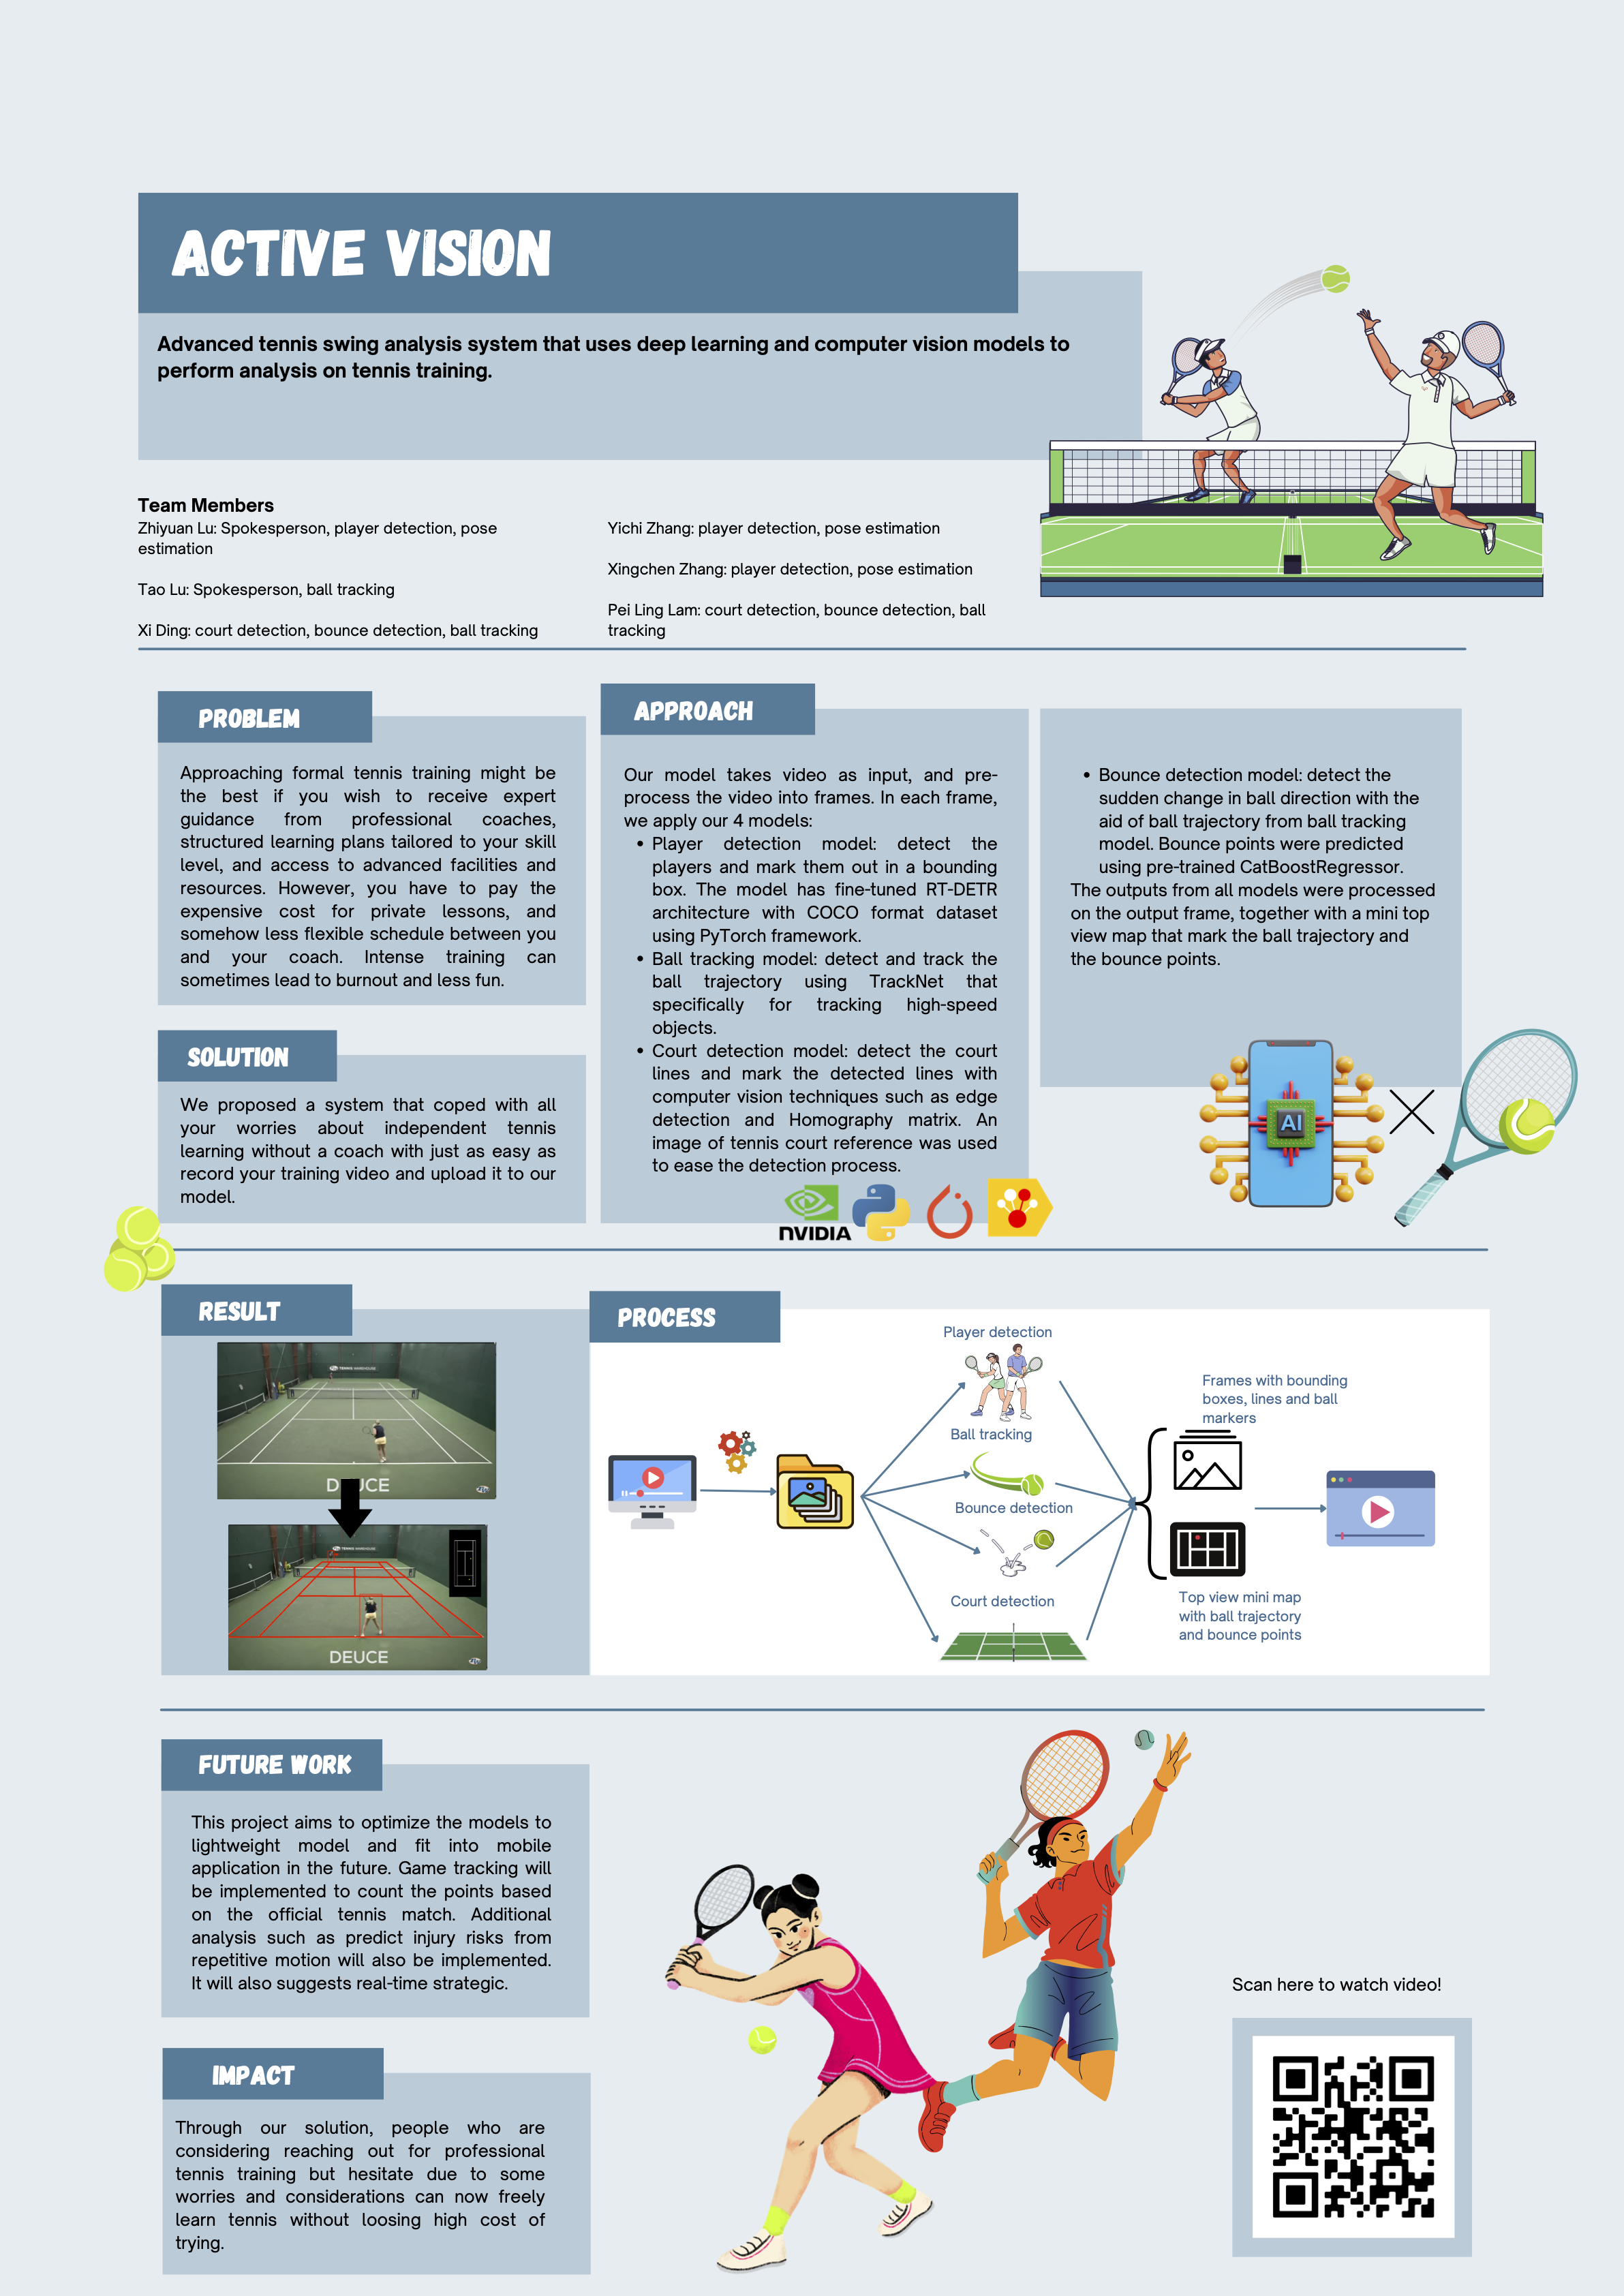 ACTIVE VISION
Advanced tennis swing analysis system that uses deep learning and computer vision models to
perform analysis on tennis training.
Team Members
Zhiyuan Lu: Spokesperson, player detection, pose
estimation
Tao Lu: Spokesperson, ball tracking
Xi Ding: court detection, bounce detection, ball tracking
Yichi Zhang: player detection, pose estimation
Xingchen Zhang: player detection, pose estimation
Pei Ling Lam: court detection, bounce detection, ball
tracking
PROBLEM
Approaching formal tennis training might be
the best if you wish to receive expert
guidance from professional coaches,
structured learning plans tailored to your skill
level, and access to advanced facilities and
resources. However, you have to pay the
expensive cost for private lessons, and
somehow less flexible schedule between you
and your coach. Intense training can
sometimes lead to burnout and less fun.
SOLUTION
We proposed a system that coped with all
your worries about independent tennis
learning without a coach with just as easy as
record your training video and upload it to our
model.
APPROACH
Our model takes video as input, and pre-
process the video into frames. In each frame,
we apply our 4 models:
• Player detection model: detect the
players and mark them out in a bounding
box. The model has fine-tuned RT-DETR
architecture with COCO format dataset
using PyTorch framework.
• Ball tracking model: detect and track the
ball trajectory using TrackNet that
specifically for tracking high-speed
objects.
• Court detection model: detect the court
lines and mark the detected lines with
computer vision techniques such as edge
detection and Homography matrix. An
image of tennis court reference was used
to ease the detection process.
NVIDIA
• Bounce detection model: detect the
sudden change in ball direction with the
aid of ball trajectory from ball tracking
model. Bounce points were predicted
using pre-trained CatBoostRegressor.
The outputs from all models were processed
on the output frame, together with a mini top
view map that mark the ball trajectory and
the bounce points.
AI
RESULT
TENNIS WAREHOUSE
DEUCE
TENNIS WAREHOUSE
DEUCE
PROCESS
Player detection
Ball tracking
Bounce detection
Court detection
Frames with bounding
boxes, lines and ball
markers
Top view mini map
with ball trajectory
and bounce points
FUTURE WORK
This project aims to optimize the models to
lightweight model and fit into mobile
application in the future. Game tracking will
be implemented to count the points based
on the official tennis match. Additional
analysis such as predict injury risks from
repetitive motion will also be implemented.
It will also suggests real-time strategic.
IMPACT
Through our solution, people who are
considering reaching out for professional
tennis training but hesitate due to some
worries and considerations can now freely
learn tennis without loosing high cost of
trying.
Scan here to watch video!